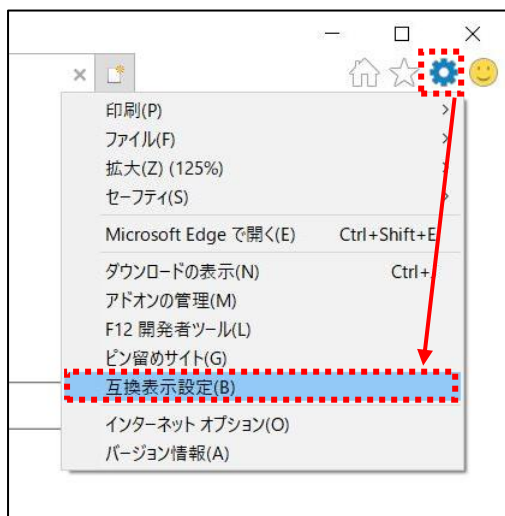 印刷(P)
ファイル(F)
拡大(Z) (125%)
セーフティ(S)
Microsoft Edge で開く(E) Ctrl+Shift+E
ダウンロードの表示(N) Ctrl+
アドオンの管理(M)
F12 開発者ツール(L)
ピン留めサイト(G)
互換表示設定(B)
インターネット オプション(O)
バージョン情報(A)